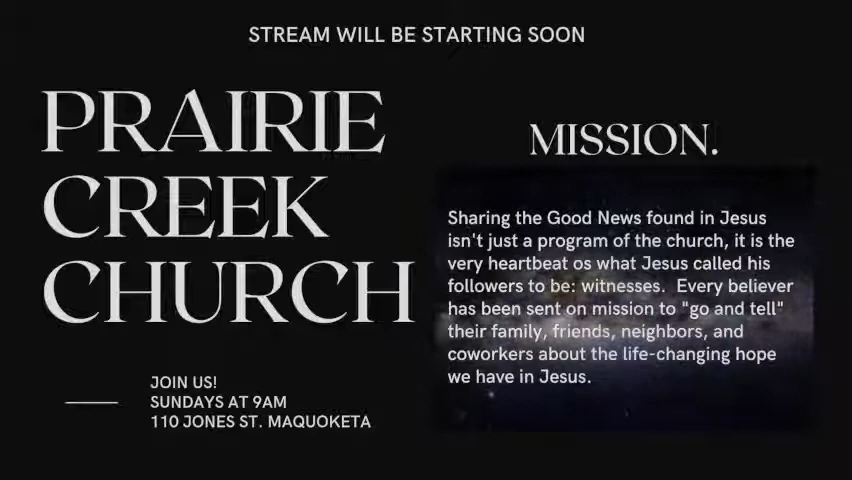 STREAM WILL BE STARTING SOON
PRAIRIE
CREEK
CHURCH
JOIN US!
SUNDAYS AT 9AM
110 JONES ST. MAQUOKETA
MISSION.
Sharing the Good News found in Jesus
isn't just a program of the church, it is the
very heartbeat os what Jesus called his
followers to be: witnesses.  Every believer
has been sent on mission to "go and tell"
their family, friends, neighbors, and
coworkers about the life-changing hope
we have in Jesus.